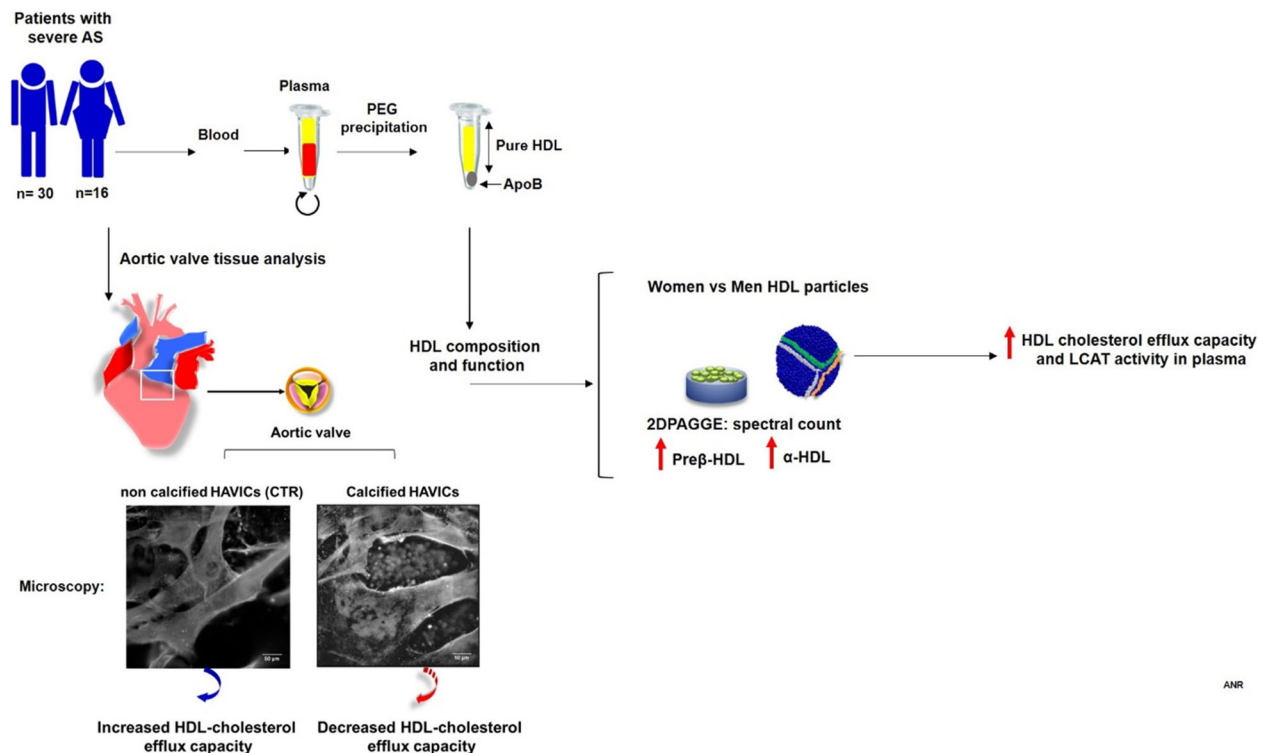 Patients with
severe AS
n= 30
n=16
Blood
Plasma
PEG
precipitation
Pure HDL
ApoB
Aortic valve tissue analysis
Aortic valve
HDL composition
and function
Women vs Men HDL particles
2DPAGGE: spectral count
Preβ-HDL
α-HDL
HDL cholesterol efflux capacity
and LCAT activity in plasma
non calcified HAVICs (CTR)
Calcified HAVICs
Microscopy:
50 µm
50 µm
Increased HDL-cholesterol
efflux capacity
Decreased HDL-cholesterol
efflux capacity
ANR